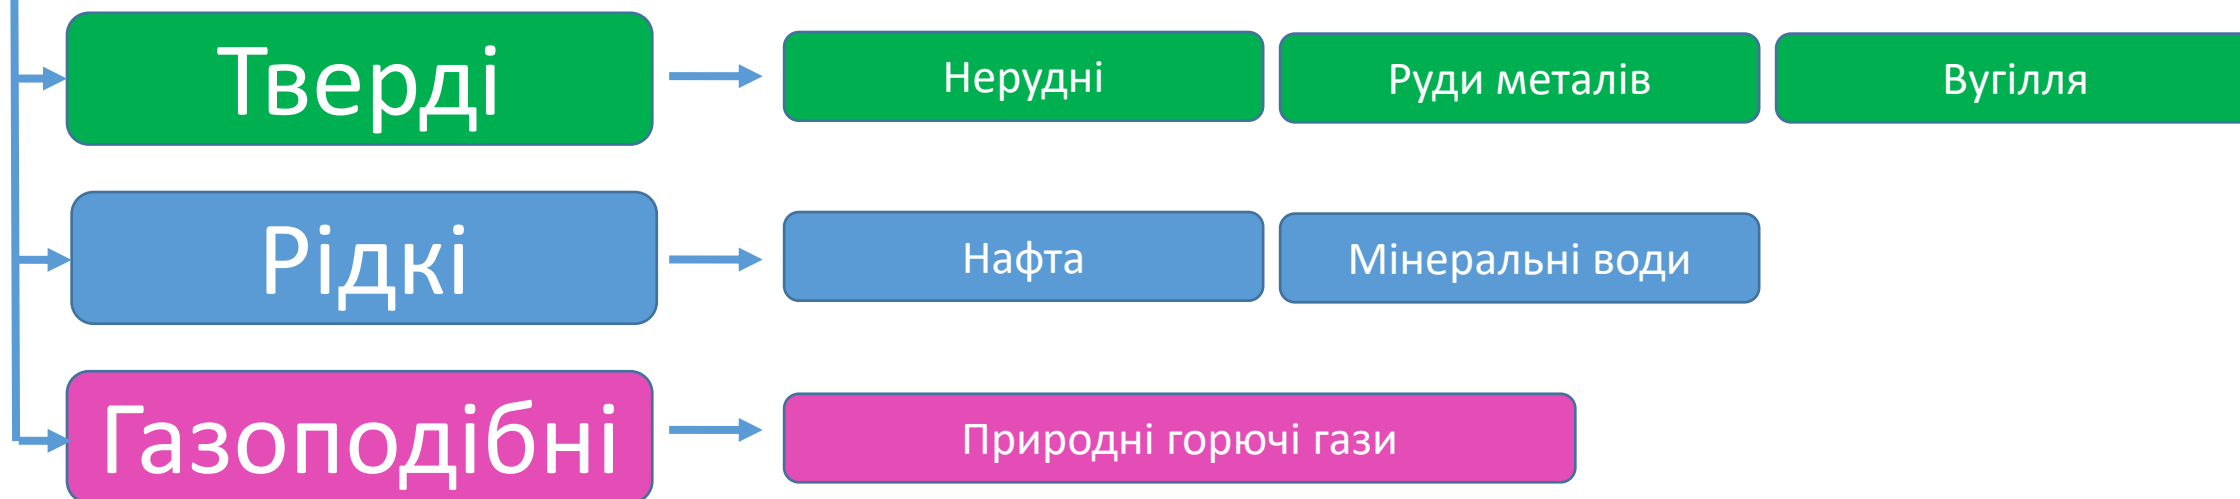 Тверді
Нерудні
Руди металів
Вугілля
Рідкі
Нафта
Мінеральні води
Газоподібні
Природні горючі гази